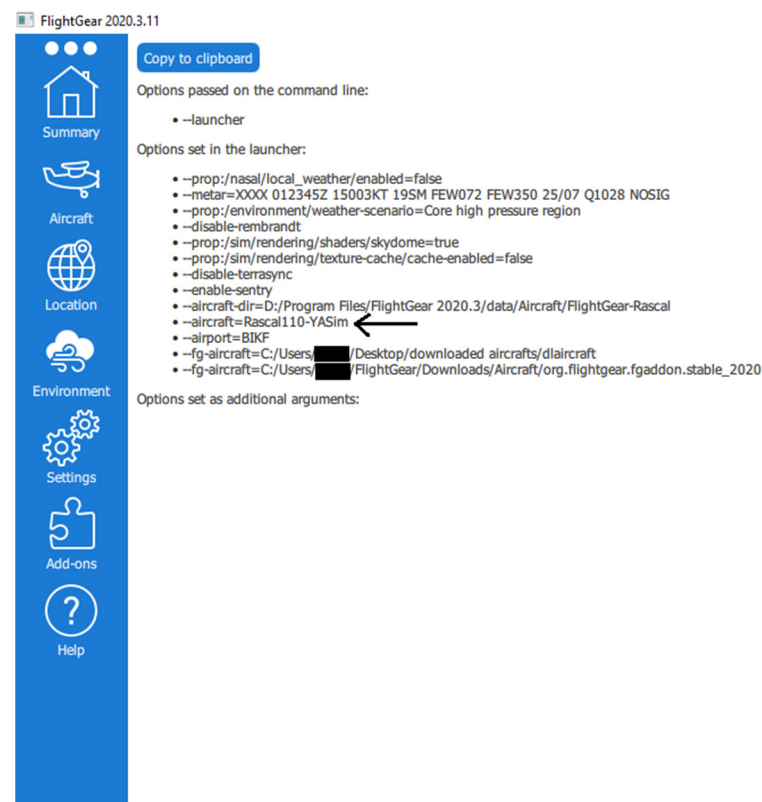 FlightGear 2020.3.11
Summary
Aircraft
Location
Environment
Settings
Add-ons
?
Help
Copy to clipboard
Options passed on the command line:
• --launcher
Options set in the launcher:
• --prop:/nasal/local_weather/enabled=false
• --metar=XXXX 012345Z 15003KT 19SM FEW072 FEW350 25/07 Q1028 NOSIG
• --prop:/environment/weather-scenario=Core high pressure region
• --disable-rembrandt
• --prop:/sim/rendering/shaders/skydome=true
• --prop:/sim/rendering/texture-cache/cache-enabled=false
• --disable-terrasync
• --enable-sentry
• --aircraft-dir=D:/Program Files/FlightGear 2020.3/data/Aircraft/FlightGear-Rascal
• --aircraft=Rascal110-YASim
• --airport=BIKF
• --fg-aircraft=C:/Users/ /Desktop/downloaded aircrafts/dlaircraft
• --fg-aircraft=C:/Users/ /FlightGear/Downloads/Aircraft/org.flightgear.fgaddon.stable_2020
Options set as additional arguments: